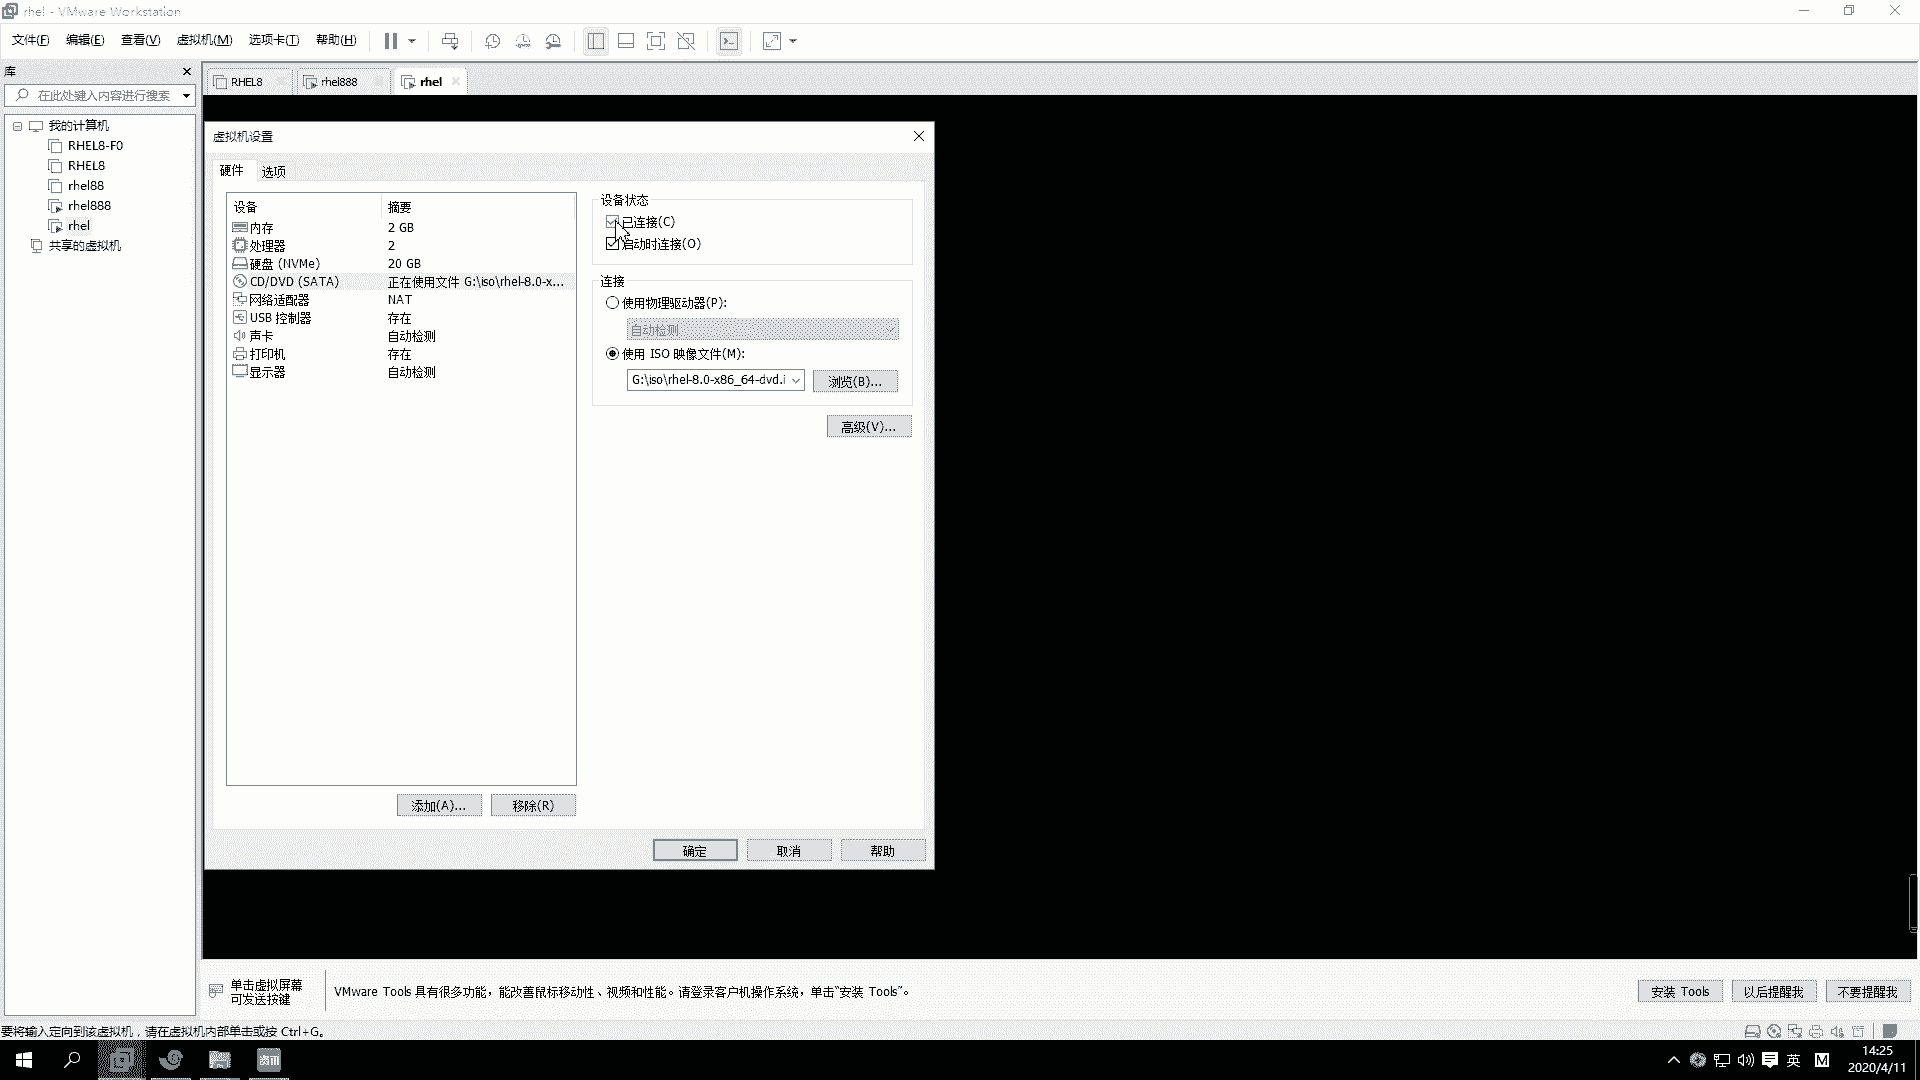 rhel - VMware Workstation
文件(F) 编辑(E) 查看(V) 虚拟机(M) 选项卡(T) 帮助(H)
库
在此处键入内容进行搜索
我的计算机
RHEL8-F0
RHEL8
rhel88
rhel888
rhel
共享的虚拟机
RHEL8 rhel888 rhel
虚拟机设置
硬件 选项
设备 摘要
内存 2 GB
处理器 2
硬盘 (NVMe) 20 GB
CD/DVD (SATA) 正在使用文件 G:\iso\rhel-8.0-x...
网络适配器 NAT
USB 控制器 存在
声卡 自动检测
打印机 存在
显示器 自动检测
添加(A)... 移除(R)
设备状态
已连接(C)
启动时连接(O)
连接
使用物理驱动器(P):
自动检测
使用 ISO 映像文件(M):
G:\iso\rhel-8.0-x86_64-dvd.i 浏览(B)...
高级(V)...
确定 取消 帮助
单击虚拟屏幕
可发送按键
VMware Tools 具有很多功能，能改善鼠标移动性、视频和性能。请登录客户机操作系统，单击“安装 Tools”。
安装 Tools 以后提醒我 不要提醒我
要将输入定向到该虚拟机，请在虚拟机内部单击或按 Ctrl+G。
英 M
14:25
2020/4/11